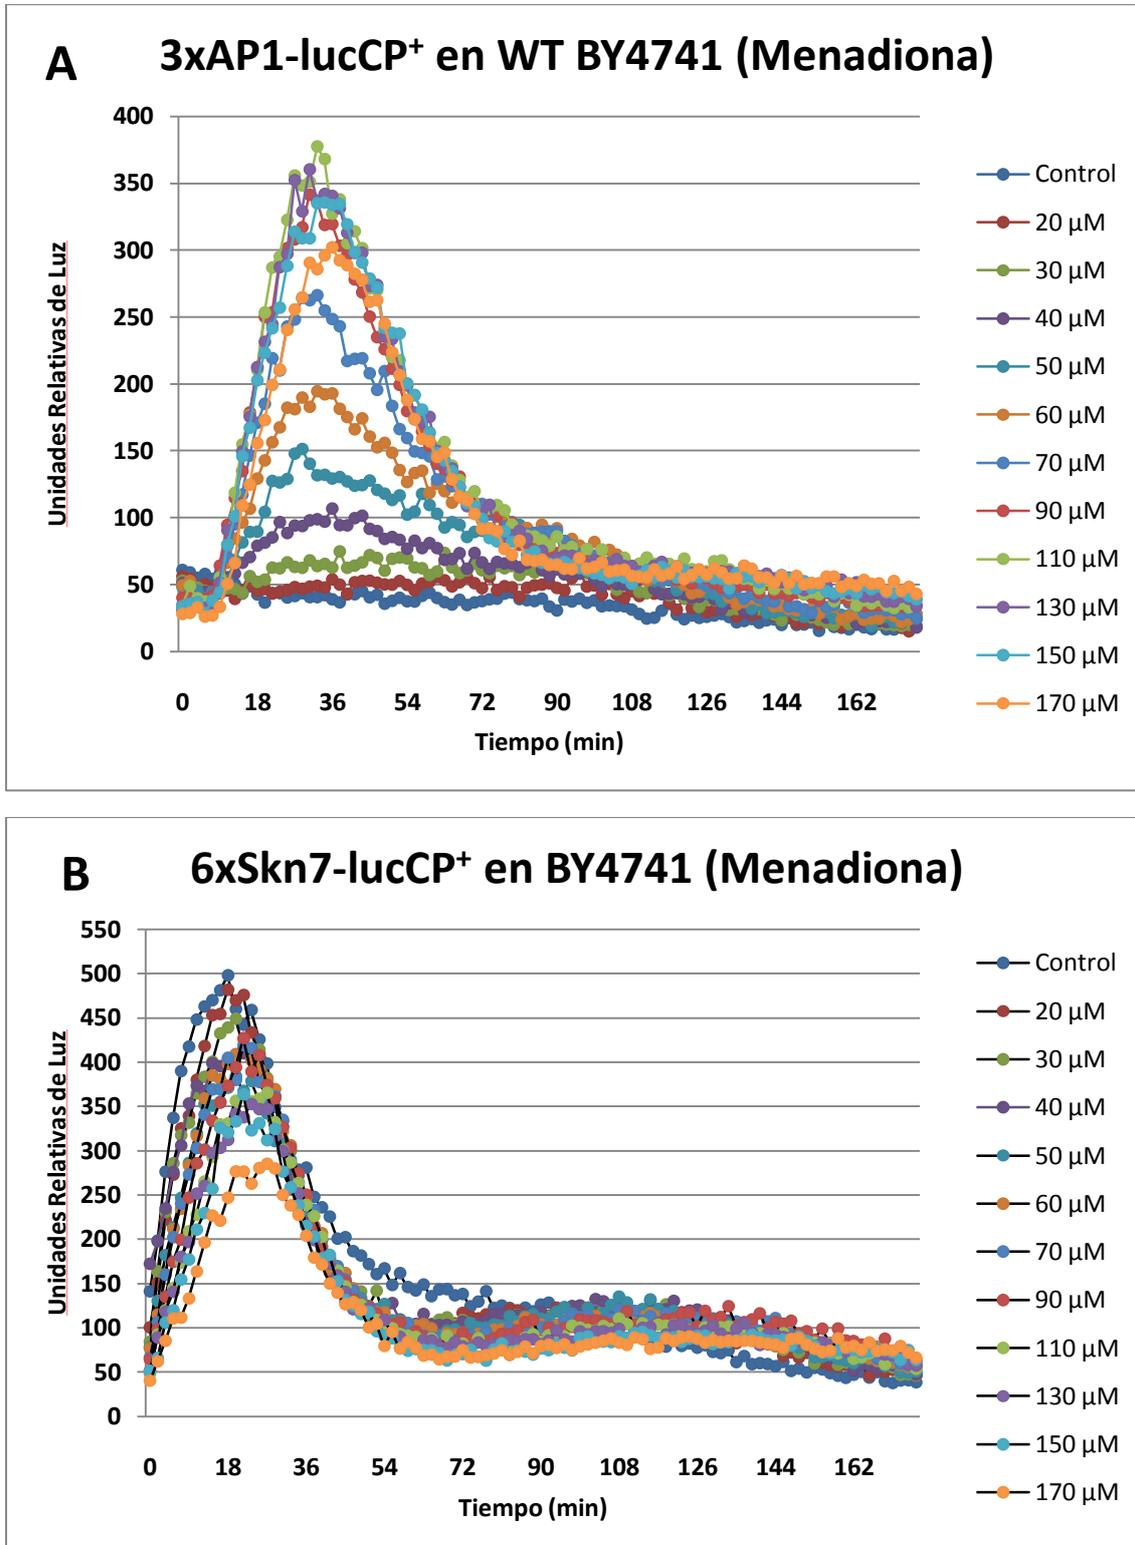 A
3xAP1-lucCP⁺ en WT BY4741 (Menadiona)
Unidades Relativas de Luz
400
350
300
250
200
150
100
50
0
0 18 36 54 72 90 108 126 144 162
Tiempo (min)
Control
20 µM
30 µM
40 µM
50 µM
60 µM
70 µM
90 µM
110 µM
130 µM
150 µM
170 µM
B
6xSkn7-lucCP⁺ en BY4741 (Menadiona)
Unidades Relativas de Luz
550
500
450
400
350
300
250
200
150
100
50
0
0 18 36 54 72 90 108 126 144 162
Tiempo (min)
Control
20 µM
30 µM
40 µM
50 µM
60 µM
70 µM
90 µM
110 µM
130 µM
150 µM
170 µM